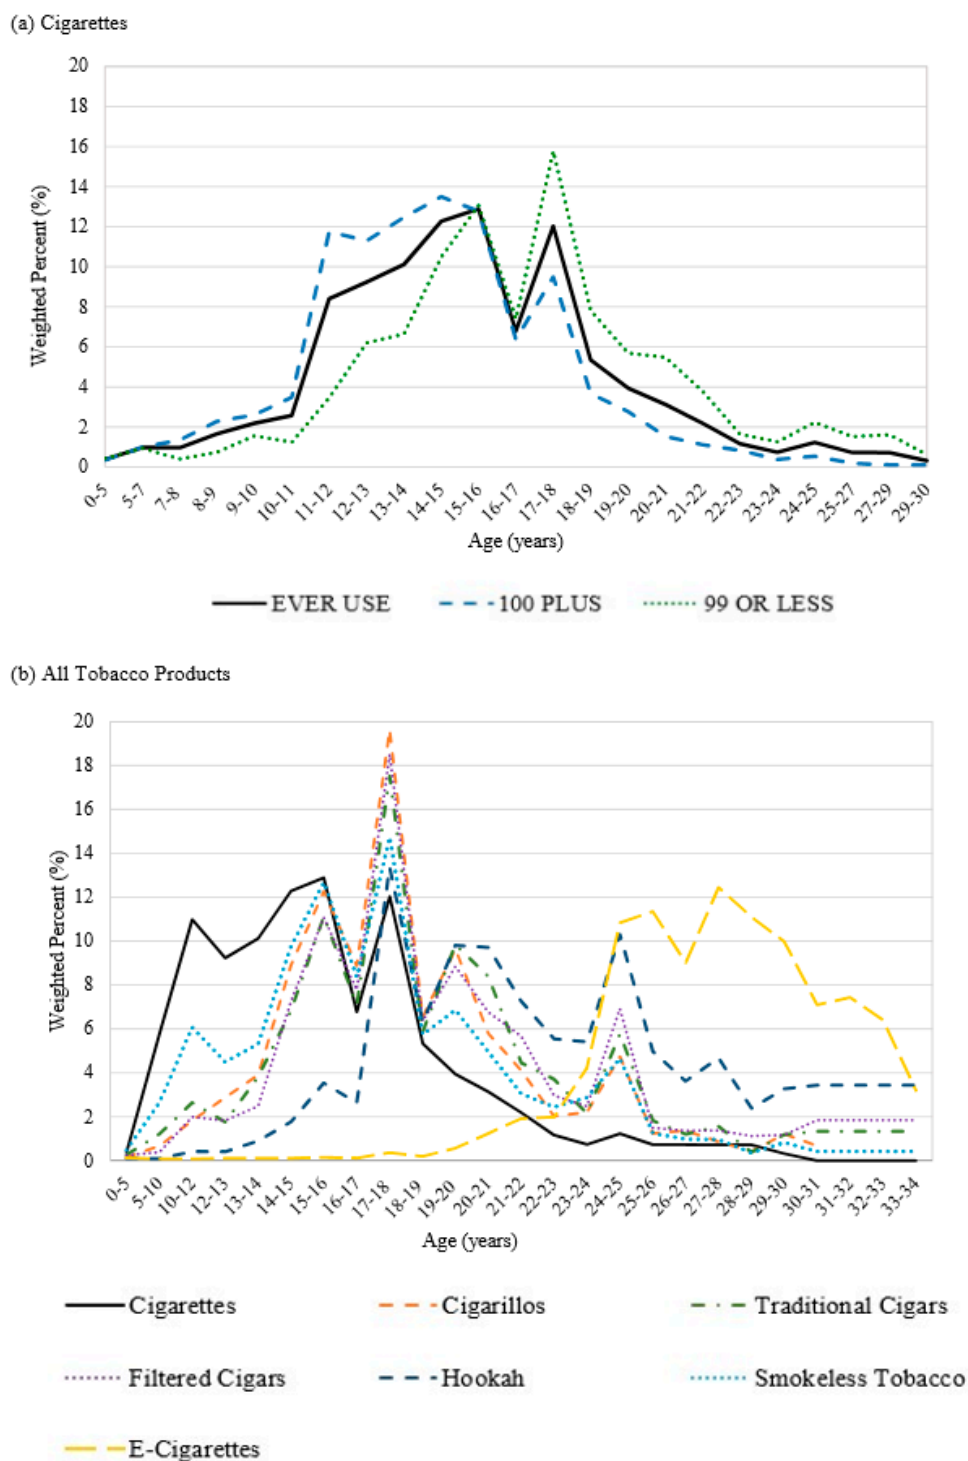 (a) Cigarettes
20
18
16
14
12
10
8
6
4
2
0
Weighted Percent (%)
0-5 5-7 7-8 8-9 9-10 10-11 11-12 12-13 13-14 14-15 15-16 16-17 17-18 18-19 19-20 20-21 21-22 22-23 23-24 24-25 25-27 27-29 29-30
Age (years)
EVER USE 100 PLUS 99 OR LESS
(b) All Tobacco Products
20
18
16
14
12
10
8
6
4
2
0
Weighted Percent (%)
0-5 5-10 10-12 12-13 13-14 14-15 15-16 16-17 17-18 18-19 19-20 20-21 21-22 22-23 23-24 24-25 25-26 26-27 27-28 28-29 29-30 30-31 31-32 32-33 33-34
Age (years)
Cigarettes Cigarillos Traditional Cigars
Filtered Cigars Hookah Smokeless Tobacco
E-Cigarettes